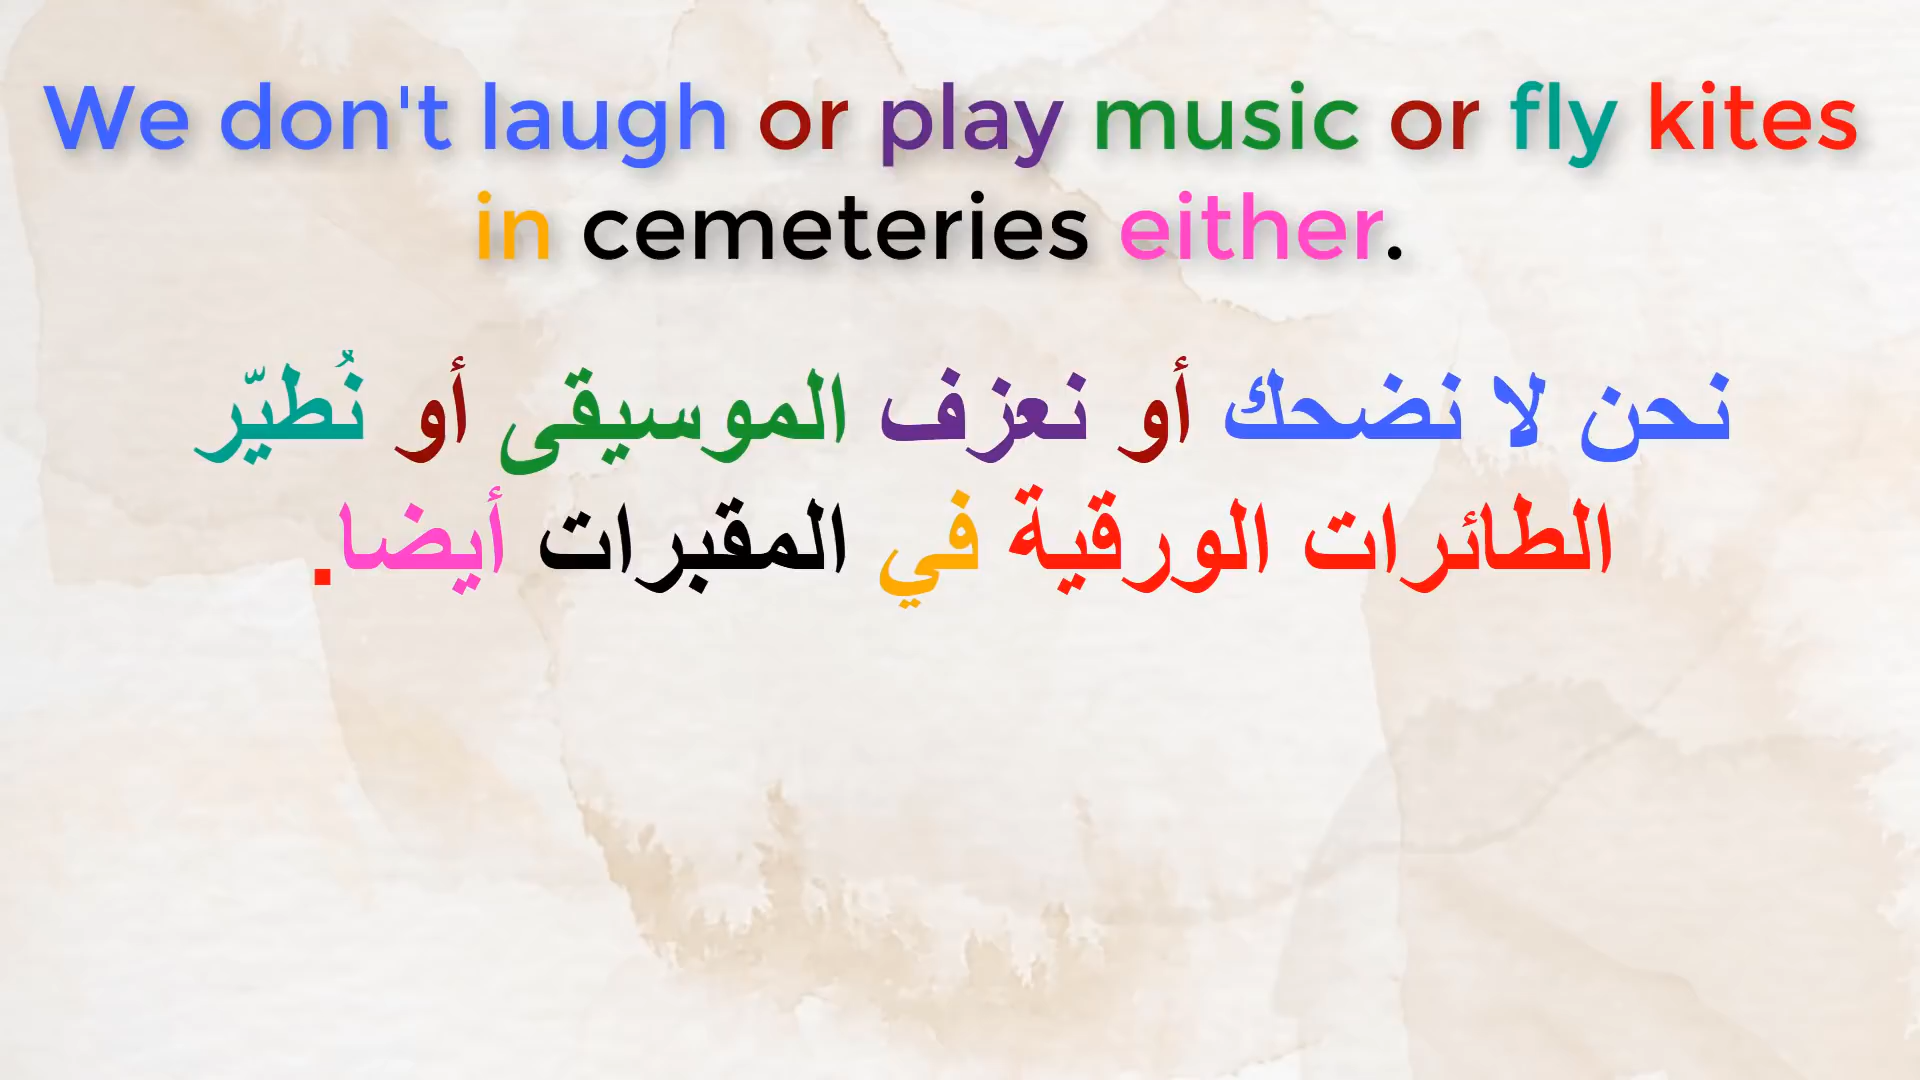 We don't laugh or play music or fly kites
in cemeteries either.
نحن لا نضحك أو نعزف الموسيقى أو نُطيّر
الطائرات الورقية في المقبرات أيضا.